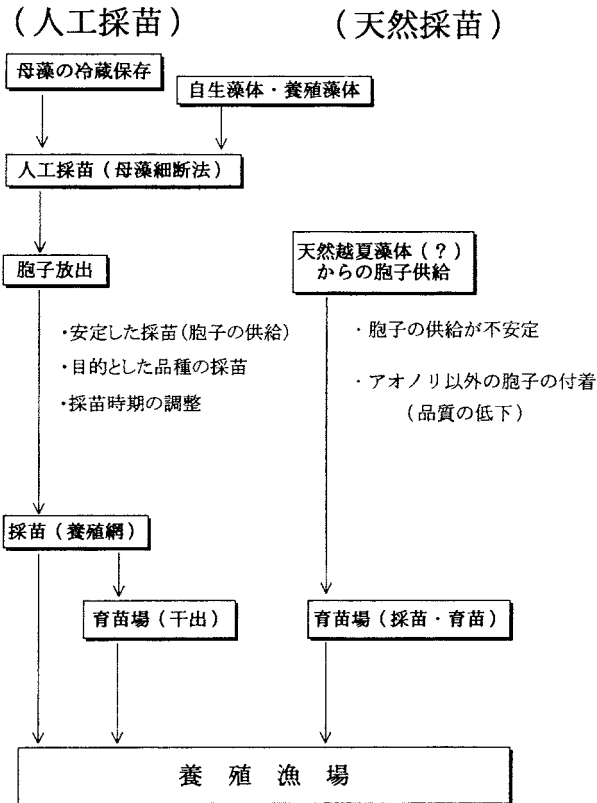 (人工採苗)
(天然採苗)
母藻の冷蔵保存
自生藻体・養殖藻体
人工採苗(母藻細断法)
胞子放出
天然越夏藻体(?)
からの胞子供給
・安定した採苗(胞子の供給)
・目的とした品種の採苗
・採苗時期の調整
・胞子の供給が不安定
・アオノリ以外の胞子の付着
(品質の低下)
採苗(養殖網)
育苗場(干出)
育苗場(採苗・育苗)
養殖漁場